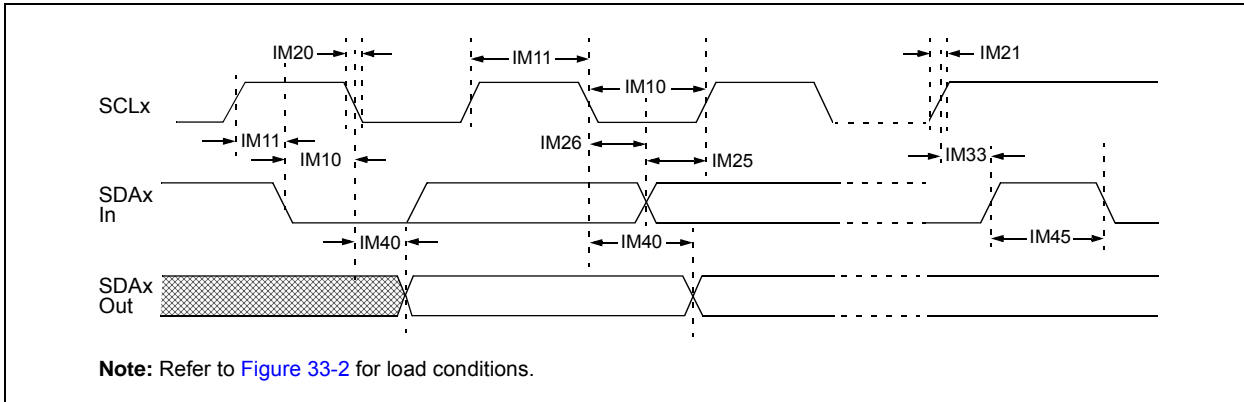 IM20
IM11
IM21
IM10
SCLx
IM11
IM26
IM10
IM25
IM33
SDAx
In
IM40
IM40
IM45
SDAx
Out
Note: Refer to Figure 33-2 for load conditions.